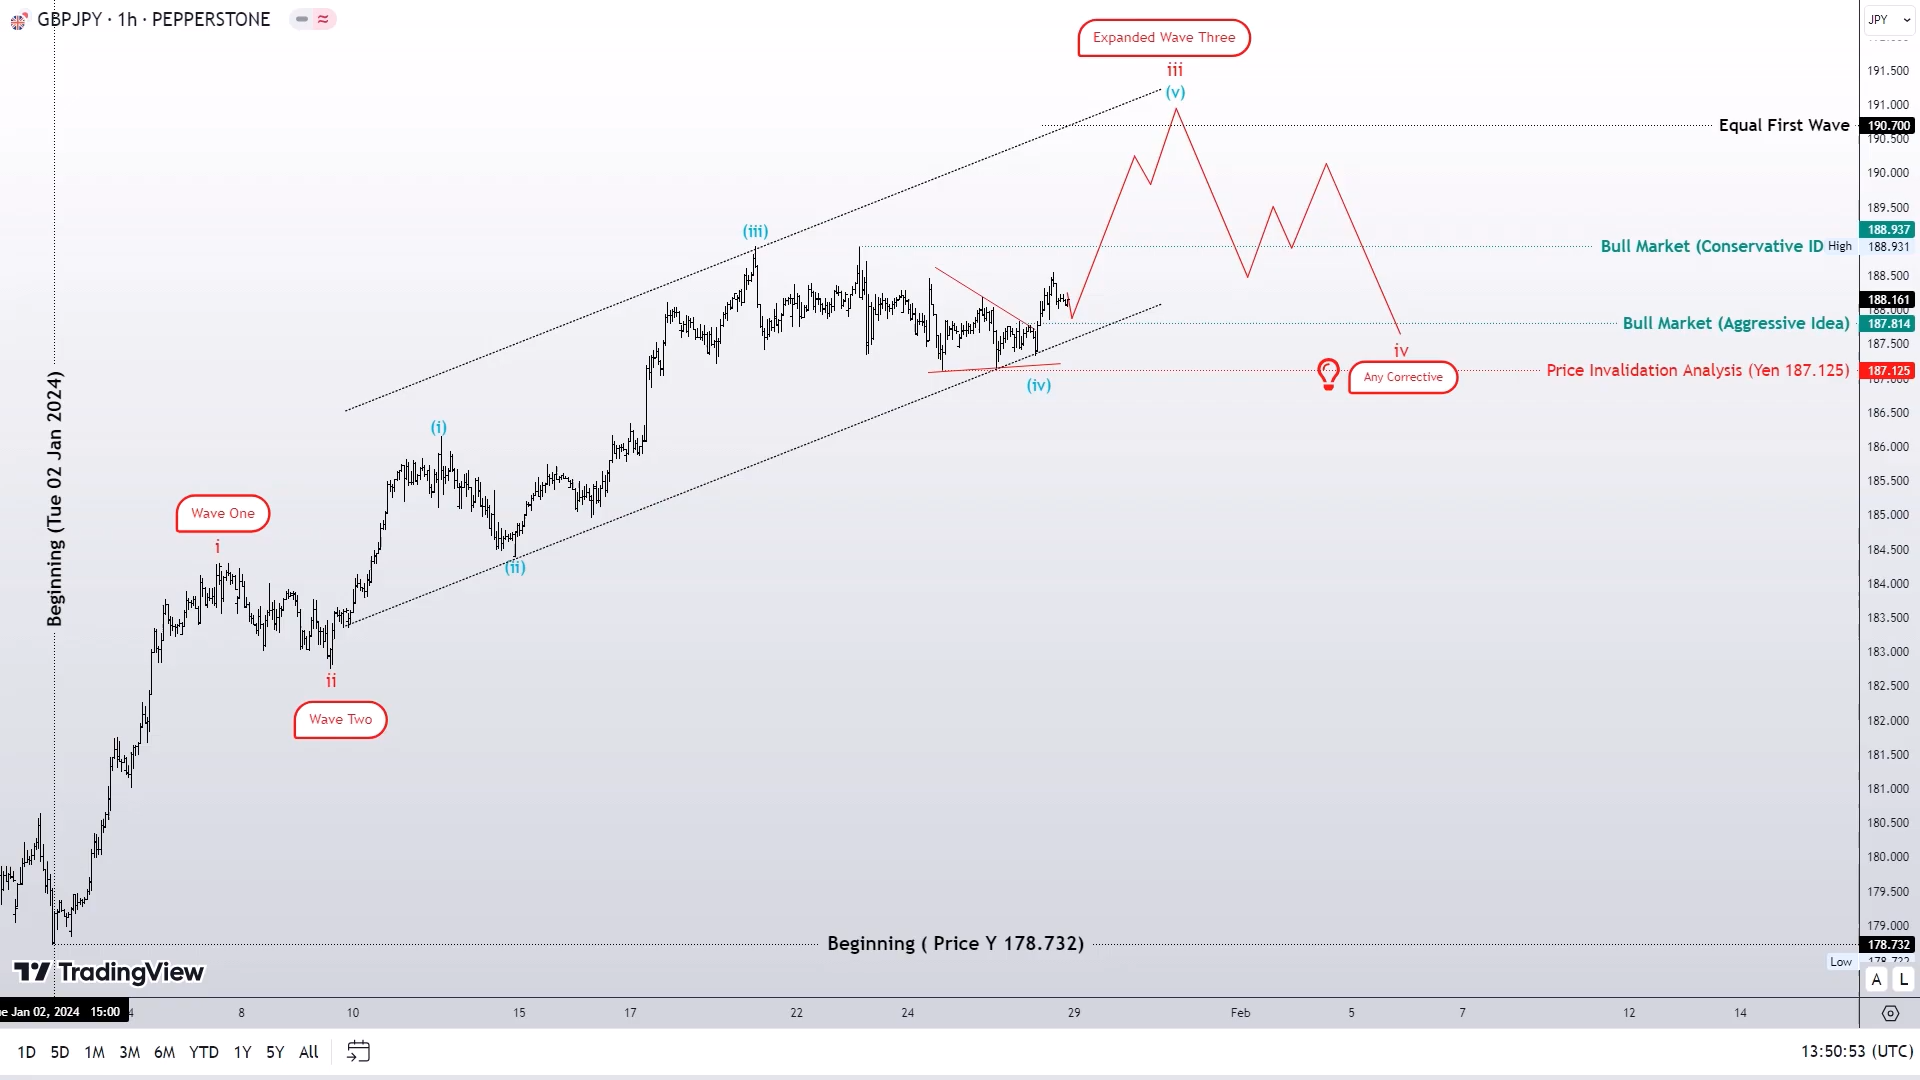 GBPJPY · 1h · PEPPERSTONE
JPY
Expanded Wave Three
iii
(v)
191.500
191.000
Equal First Wave
190.700
190.500
190.000
189.500
(iii)
188.937
Bull Market (Conservative ID
High
188.931
188.500
188.161
188.000
Bull Market (Aggressive Idea)
187.814
187.500
iv
Price Invalidation Analysis (Yen 187.125)
187.125
187.000
Any Corrective
(iv)
Beginning (Tue 02 Jan 2024)
186.500
(i)
186.000
185.500
Wave One
185.000
i
184.500
(ii)
184.000
183.500
183.000
ii
182.500
Wave Two
182.000
181.500
181.000
180.500
180.000
179.500
179.000
Beginning ( Price Y 178.732)
178.732
Low
TradingView
A L
e Jan 02, 2024 15:00
4 8 10 15 17 22 24 29 Feb 5 7 12 14
1D 5D 1M 3M 6M YTD 1Y 5Y All
13:50:53 (UTC)